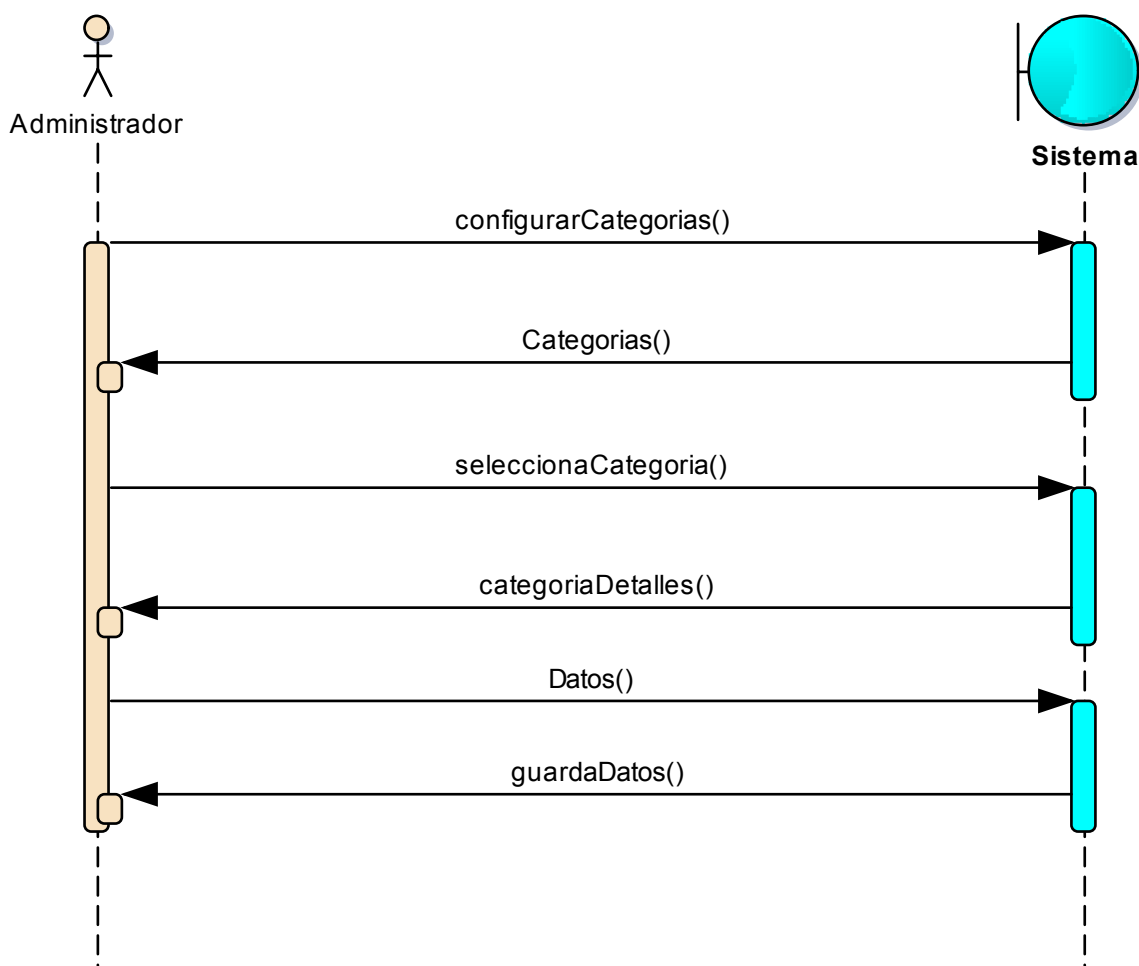 Administrador
Sistema
configurarCategorias()
Categorias()
seleccionaCategoria()
categoriaDetalles()
Datos()
guardaDatos()